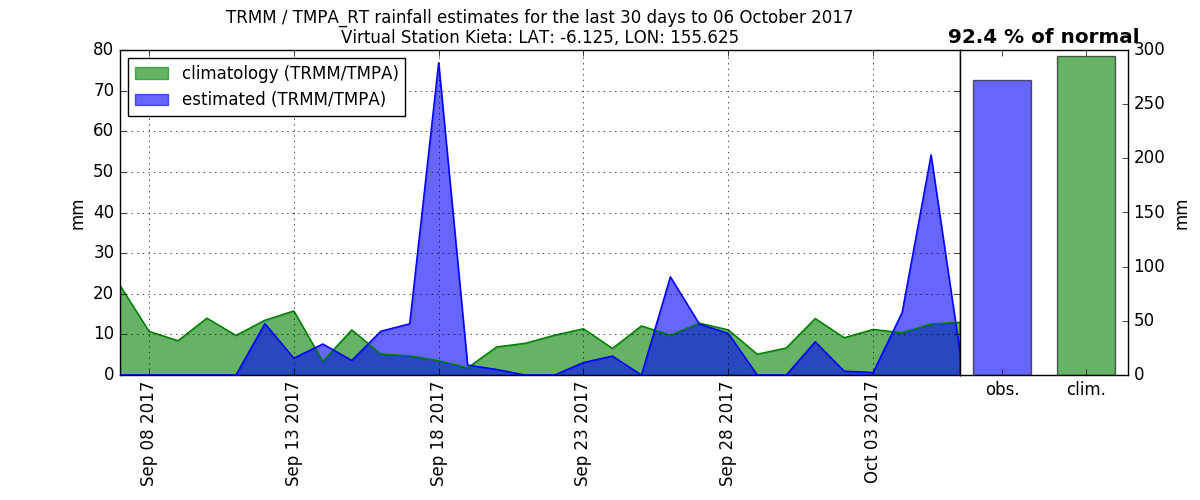 TRMM / TMPA_RT rainfall estimates for the last 30 days to 06 October 2017
Virtual Station Kieta: LAT: -6.125, LON: 155.625
92.4 % of normal
climatology (TRMM/TMPA)
estimated (TRMM/TMPA)
80
70
60
50
40
30
20
10
0
mm
Sep 08 2017
Sep 13 2017
Sep 18 2017
Sep 23 2017
Sep 28 2017
Oct 03 2017
300
250
200
150
100
50
0
mm
obs.
clim.